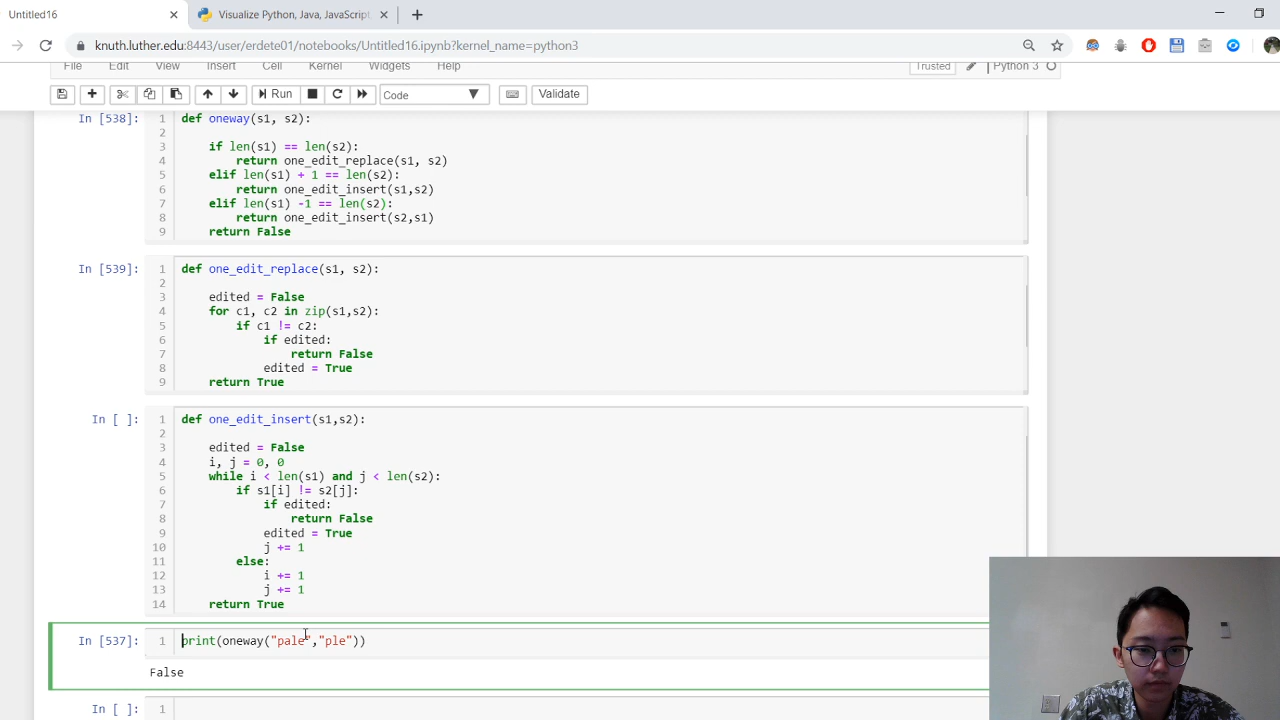 Untitled16
Visualize Python, Java, JavaScript,
knuth.luther.edu:8443/user/erdete01/notebooks/Untitled16.ipynb?kernel_name=python3
File Edit View Insert Cell Kernel Widgets Help Trusted Python 3
Run Code Validate
In [538]:
1 def oneway(s1, s2):
2
3 if len(s1) == len(s2):
4 return one_edit_replace(s1, s2)
5 elif len(s1) + 1 == len(s2):
6 return one_edit_insert(s1,s2)
7 elif len(s1) -1 == len(s2):
8 return one_edit_insert(s2,s1)
9 return False
In [539]:
1 def one_edit_replace(s1, s2):
2
3 edited = False
4 for c1, c2 in zip(s1,s2):
5 if c1 != c2:
6 if edited:
7 return False
8 edited = True
9 return True
In [ ]:
1 def one_edit_insert(s1,s2):
2
3 edited = False
4 i, j = 0, 0
5 while i < len(s1) and j < len(s2):
6 if s1[i] != s2[j]:
7 if edited:
8 return False
9 edited = True
10 j += 1
11 else:
12 i += 1
13 j += 1
14 return True
In [537]:
1 print(oneway("pale","ple"))
False
In [ ]:
1